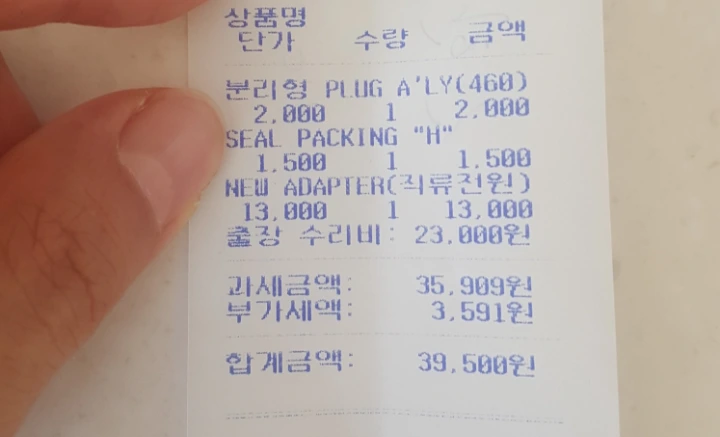 상품명
단가 수량 금액
분리형 PLUG A'LY(460)
2,000 1 2,000
SEAL PACKING "H"
1,500 1 1,500
NEW ADAPTER(직류전원)
13,000 1 13,000
출장 수리비: 23,000원
과세금액: 35,909원
부가세액: 3,591원
합계금액: 39,500원